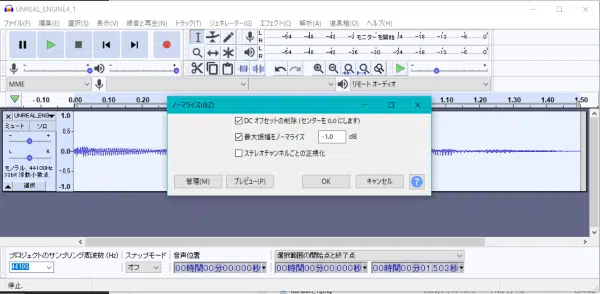 UNREAL_ENGINE4_1
ファイル(F) 編集(E) 選択(S) 表示(V) 録音と再生(N) トラック(T) ジェネレーター(G) エフェクト(C) 解析(A) 道具箱(O) ヘルプ(H)
L R -54 -48 -42 モニターを開始 -18 -12 -6 0
L R -54 -48 -42 -36 -30 -24 -18 -12 -6 0
MME リモート オーディオ
-0.10 0.00 0.10 1.20 1.30 1.40 1.50
UNREAL_ENG
ミュート ソロ
L R
モノラル, 44100Hz
32bit 浮動小数点
選択
1.0
0.5
0.0
-0.5
-1.0
ノーマライズ(&Z)
DC オフセットの削除 (センターを 0.0 にします)
最大振幅をノーマライズ -1.0 dB
ステレオチャンネルごとの正規化
管理(M) プレビュー(P) OK キャンセル ?
プロジェクトのサンプリング周波数 (Hz) スナップモード 音声位置 選択範囲の開始点と終了点
44100 オフ 00時間00分00.000秒 00時間00分00.000秒 00時間00分01.503秒
停止.